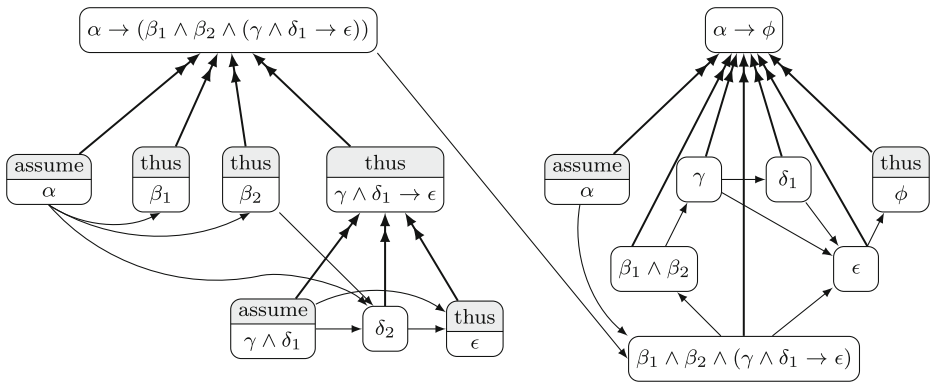 α → (β₁ ∧ β₂ ∧ (γ ∧ δ₁ → ϵ))
α → ϕ
assume
α
thus
β₁
thus
β₂
thus
γ ∧ δ₁ → ϵ
assume
α
γ
δ₁
thus
ϕ
β₁ ∧ β₂
ϵ
assume
γ ∧ δ₁
δ₂
thus
ϵ
β₁ ∧ β₂ ∧ (γ ∧ δ₁ → ϵ)